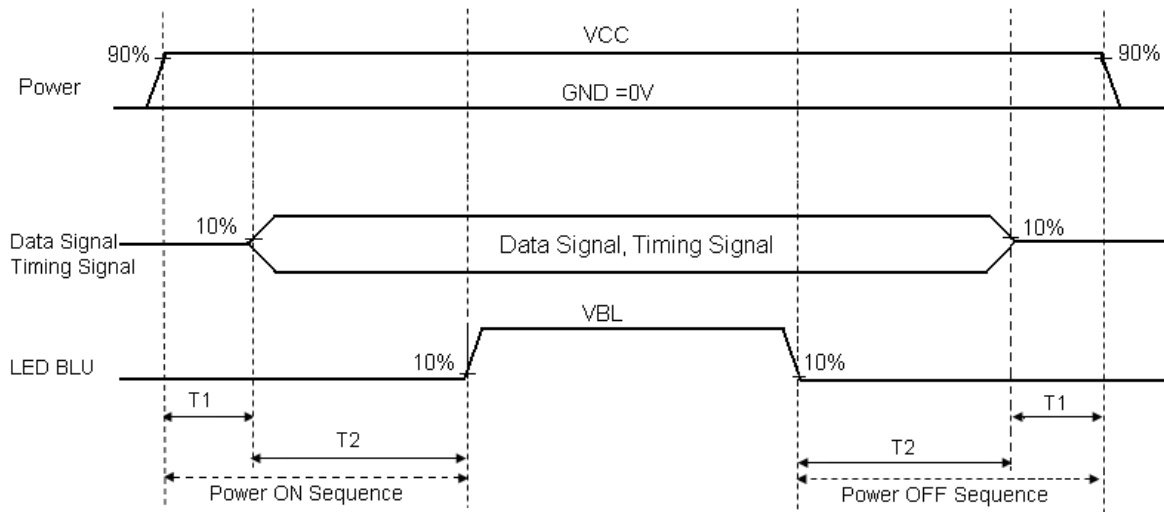 VCC
90%
90%
Power
GND =0V
10%
10%
Data Signal
Timing Signal
Data Signal, Timing Signal
VBL
LED BLU
10%
10%
T1
T1
T2
T2
Power ON Sequence
Power OFF Sequence